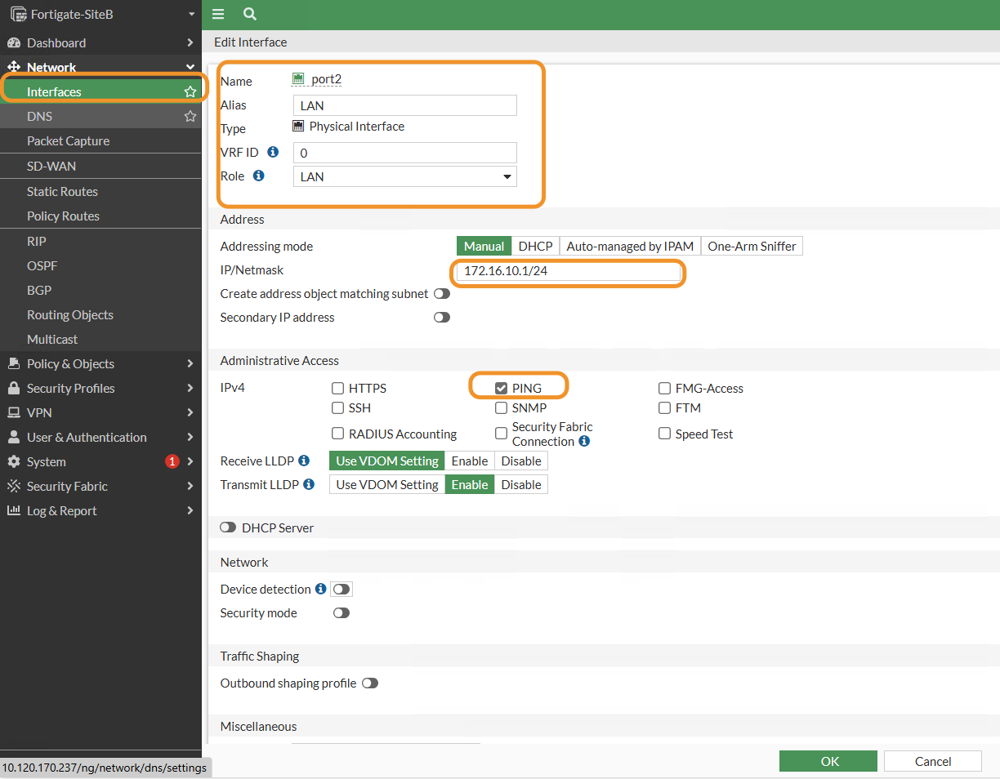 Fortigate-SiteB
Dashboard
Network
Interfaces
DNS
Packet Capture
SD-WAN
Static Routes
Policy Routes
RIP
OSPF
BGP
Routing Objects
Multicast
Policy & Objects
Security Profiles
VPN
User & Authentication
System 1
Security Fabric
Log & Report
10.120.170.237/ng/network/dns/settings
Edit Interface
Name port2
Alias LAN
Type Physical Interface
VRF ID 0
Role LAN
Address
Addressing mode Manual DHCP Auto-managed by IPAM One-Arm Sniffer
IP/Netmask 172.16.10.1/24
Create address object matching subnet
Secondary IP address
Administrative Access
IPv4 HTTPS PING FMG-Access
SSH SNMP FTM
RADIUS Accounting Security Fabric Connection Speed Test
Receive LLDP Use VDOM Setting Enable Disable
Transmit LLDP Use VDOM Setting Enable Disable
DHCP Server
Network
Device detection
Security mode
Traffic Shaping
Outbound shaping profile
Miscellaneous
OK Cancel